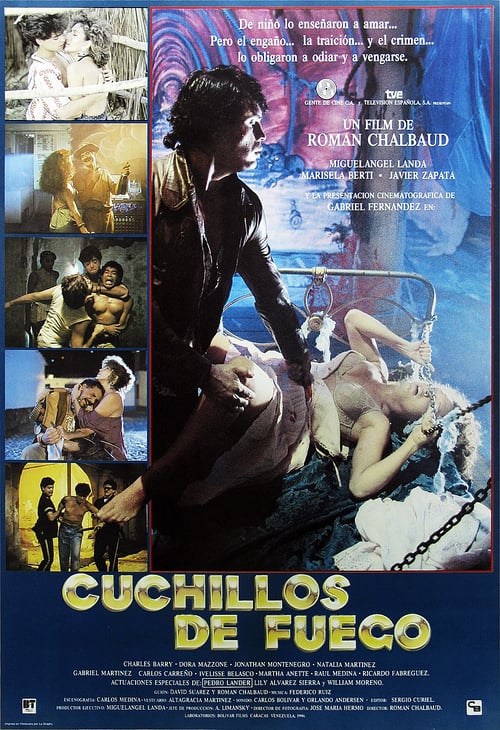 De niño lo enseñaron a amar...
Pero el engaño... la traición... y el crimen...
lo obligaron a odiar y a vengarse.
tve
GENTE DE CINE C.A. y TELEVISION ESPAÑOLA, S.A. presentan
UN FILM DE
ROMAN CHALBAUD
MIGUELANGEL LANDA
MARISELA BERTI • JAVIER ZAPATA
Y LA PRESENTACION CINEMATOGRAFICA DE
GABRIEL FERNANDEZ EN:
CUCHILLOS
DE FUEGO
CHARLES BARRY • DORA MAZZONE • JONATHAN MONTENEGRO • NATALIA MARTINEZ
GABRIEL MARTINEZ CARLOS CARREÑO • IVELISSE BELASCO • MARTHA ANETTE • RAUL MEDINA • RICARDO FABREGUEZ.
ACTUACIONES ESPECIALES DE: PEDRO LANDER LILY ALVAREZ SIERRA y WILLIAM MORENO.
GUION: DAVID SUAREZ Y ROMAN CHALBAUD • MUSICA: FEDERICO RUIZ
ESCENOGRAFIA: CARLOS MEDINA • VESTUARIO: ALTAGRACIA MARTINEZ • SONIDO: CARLOS BOLIVAR Y ORLANDO ANDERSEN • EDITOR: SERGIO CURIEL.
PRODUCTOR EJECUTIVO: MIGUELANGEL LANDA • JEFE DE PRODUCCION: A. LIMANSKY • DIRECTOR DE FOTOGRAFIA: JOSE MARIA HERMO • DIRECTOR: ROMAN CHALBAUD.
LABORATORIOS: BOLIVAR FILMS CARACAS VENEZUELA,
CB